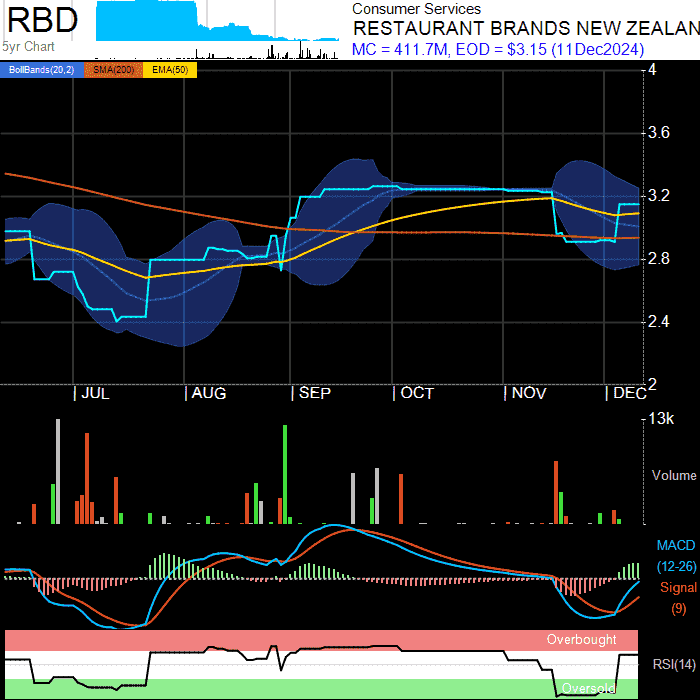 RBD
5yr Chart
Consumer Services
RESTAURANT BRANDS NEW ZEALAN
MC = 411.7M, EOD = $3.15 (11Dec2024)
BollBands(20,2) SMA(200) EMA(50)
4
3.6
3.2
2.8
2.4
2
JUL AUG SEP OCT NOV DEC
13k
Volume
MACD
(12-26)
Signal
(9)
Overbought
RSI(14)
Oversold